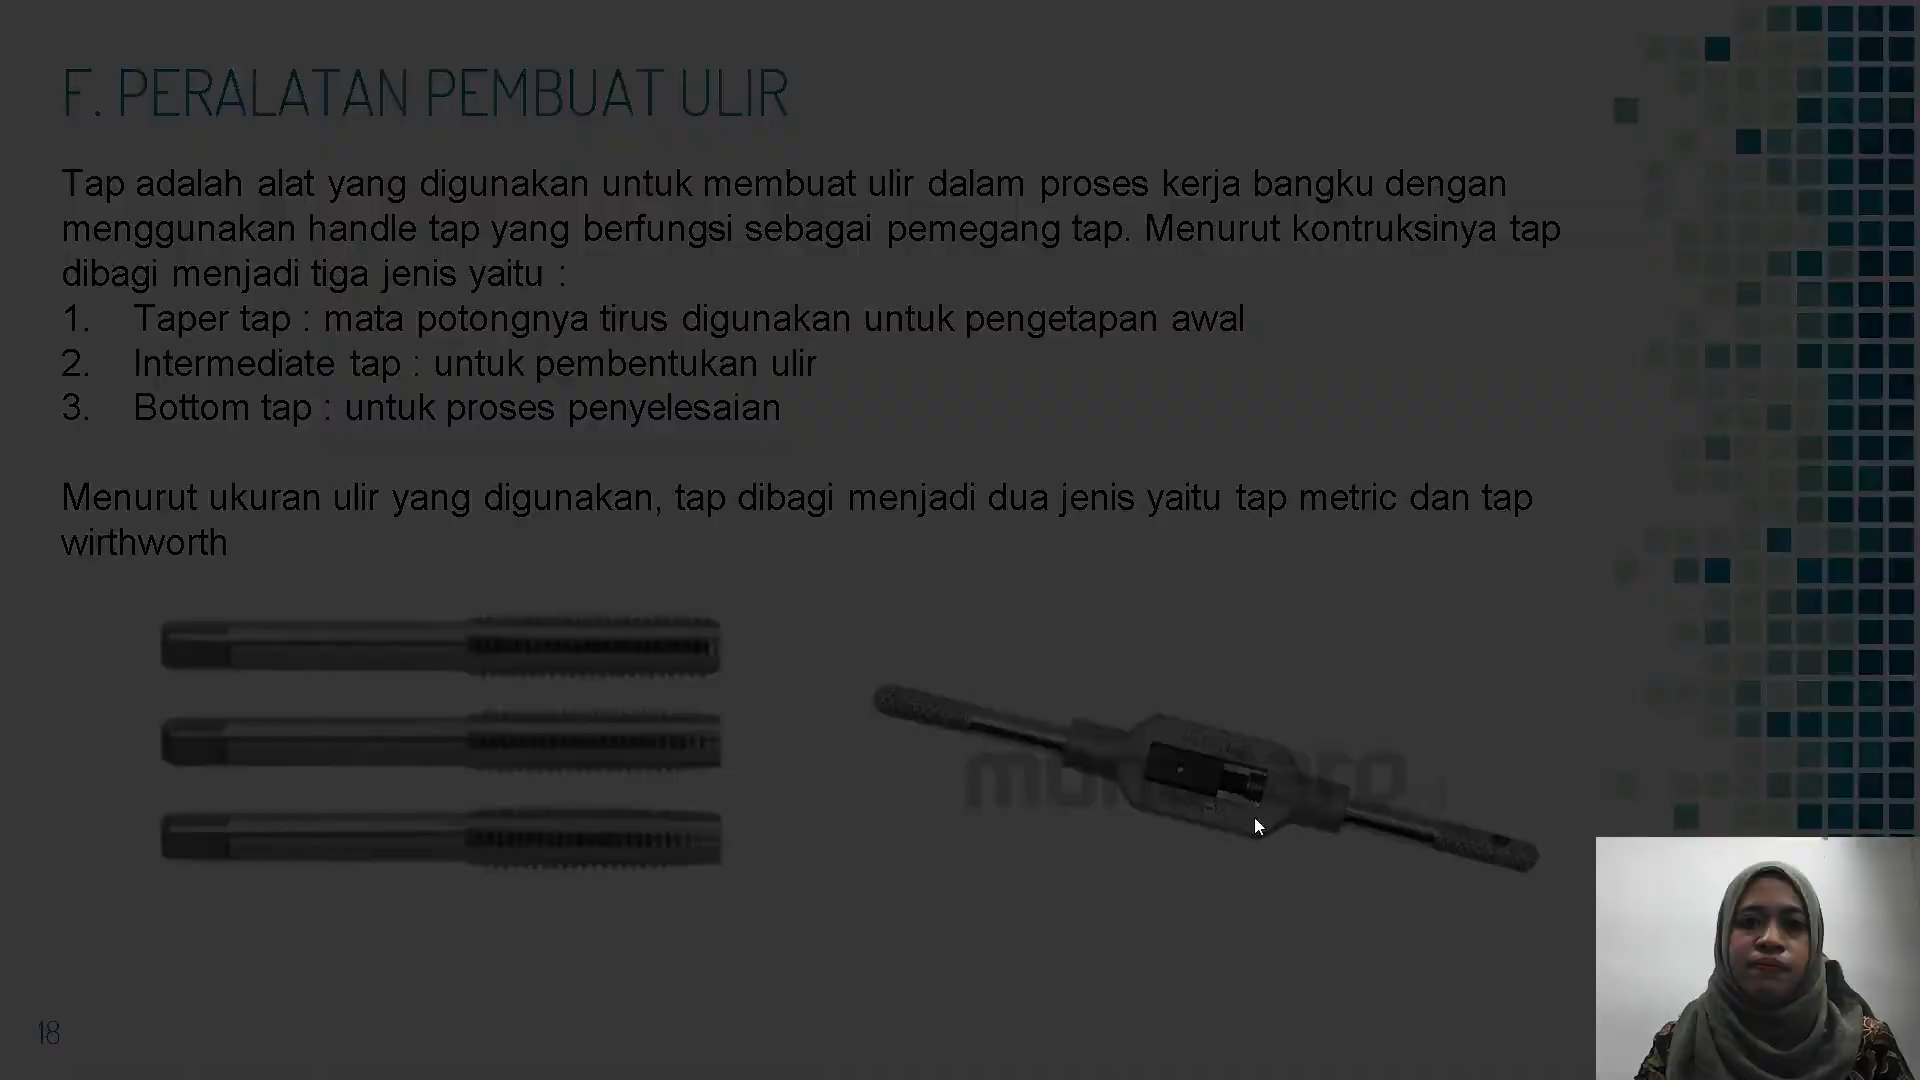 F. PERALATAN PEMBUAT ULIR
Tap adalah alat yang digunakan untuk membuat ulir dalam proses kerja bangku dengan
menggunakan handle tap yang berfungsi sebagai pemegang tap. Menurut kontruksinya tap
dibagi menjadi tiga jenis yaitu :
1. Taper tap : mata potongnya tirus digunakan untuk pengetapan awal
2. Intermediate tap : untuk pembentukan ulir
3. Bottom tap : untuk proses penyelesaian
Menurut ukuran ulir yang digunakan, tap dibagi menjadi dua jenis yaitu tap metric dan tap
wirthworth
18